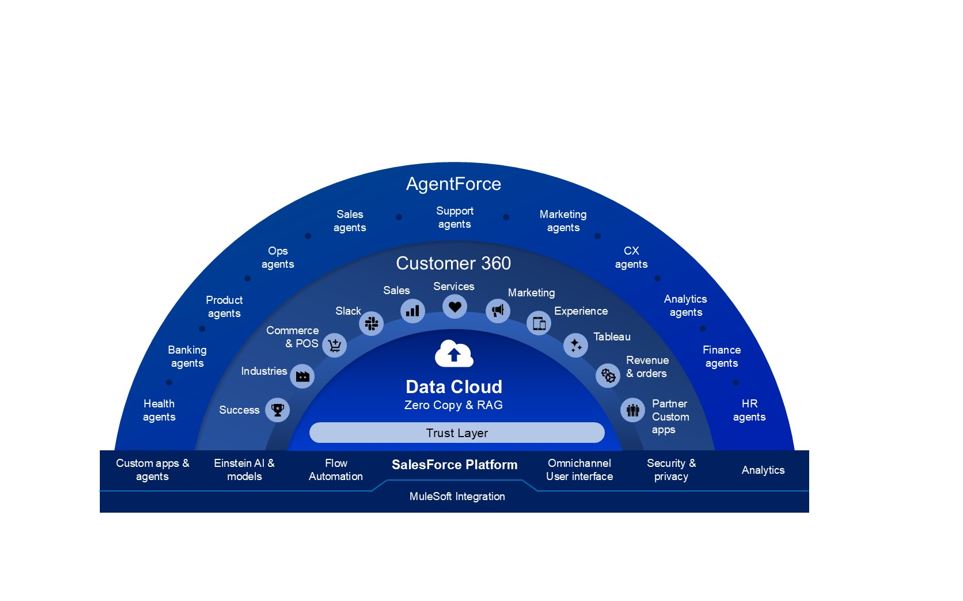 AgentForce
Health
agents
Banking
agents
Product
agents
Ops
agents
Sales
agents
Support
agents
Marketing
agents
CX
agents
Analytics
agents
Finance
agents
HR
agents
Customer 360
Success
Industries
Commerce
& POS
Slack
Sales
Services
Marketing
Experience
Tableau
Revenue
& orders
Partner
Custom
apps
Data Cloud
Zero Copy & RAG
Trust Layer
Custom apps &
agents
Einstein AI &
models
Flow
Automation
SalesForce Platform
Omnichannel
User interface
Security &
privacy
Analytics
MuleSoft Integration